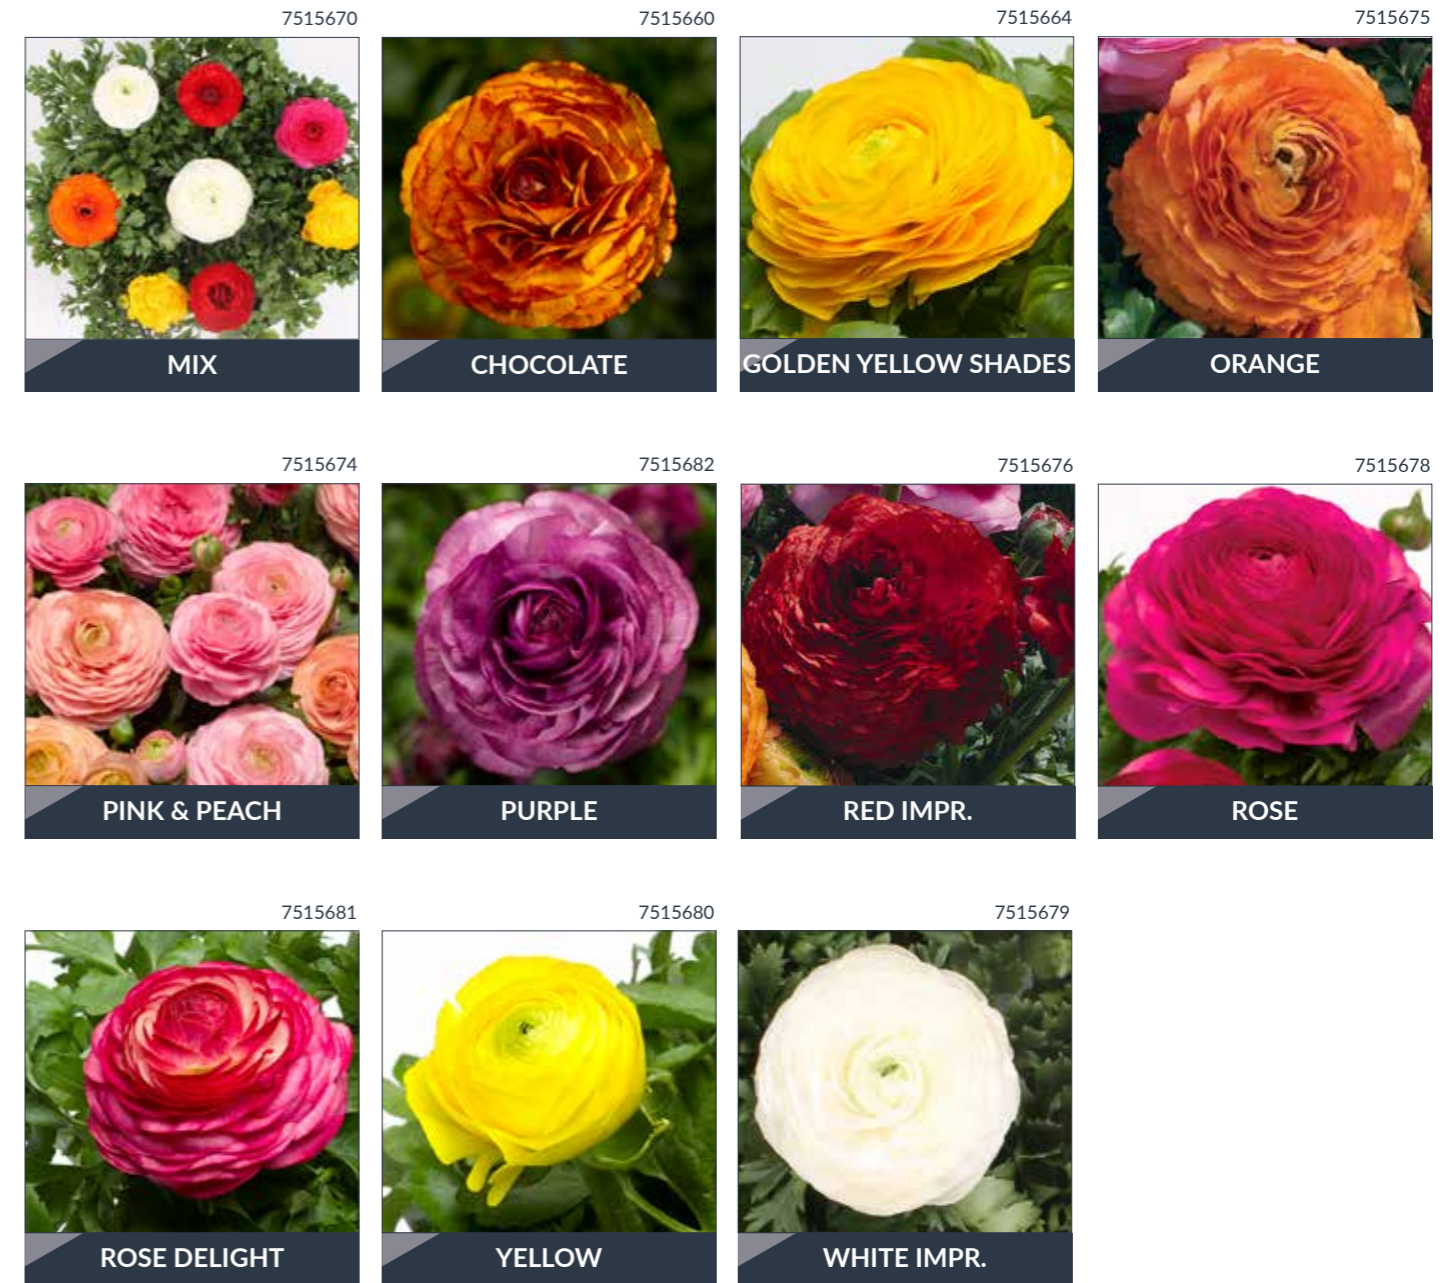 7515670
MIX
7515660
CHOCOLATE
7515664
GOLDEN YELLOW SHADES
7515675
ORANGE
7515674
PINK & PEACH
7515682
PURPLE
7515676
RED IMPR.
7515678
ROSE
7515681
ROSE DELIGHT
7515680
YELLOW
7515679
WHITE IMPR.